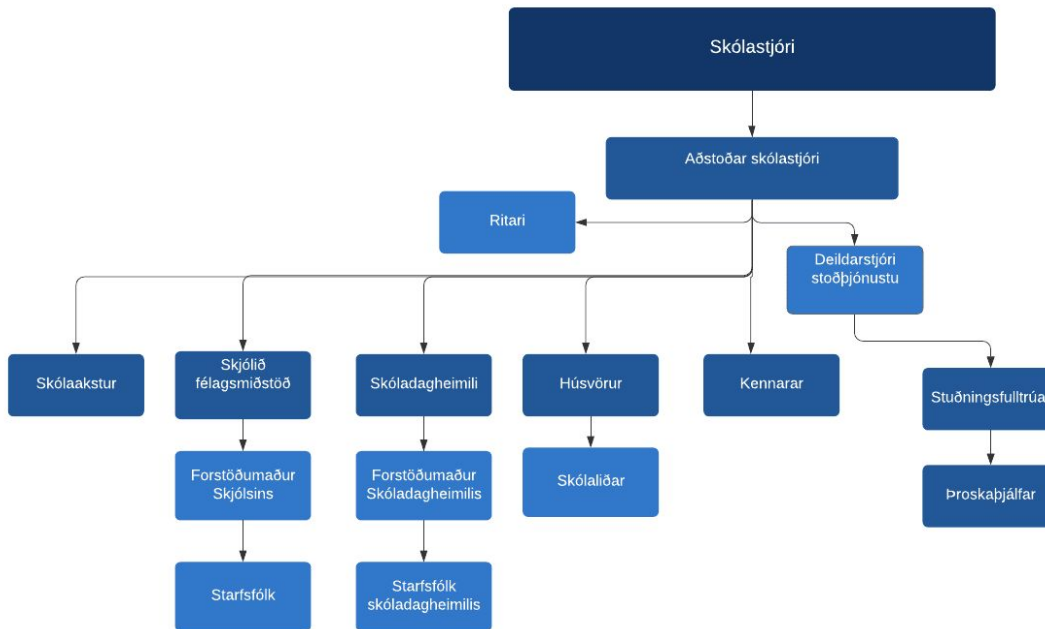 Skólastjóri
Aðstoðar skólastjóri
Ritari
Deildarstjóri
stoðþjónustu
Skólaakstur
Skjólið
félagsmiðstöð
Skóladagheimili
Húsvörur
Kennarar
Stuðningsfulltrúa
Forstöðumaður
Skjólsins
Forstöðumaður
Skóladagheimilis
Skólaliðar
Þroskaþjálfar
Starfsfólk
Starfsfólk
skóladagheimilis